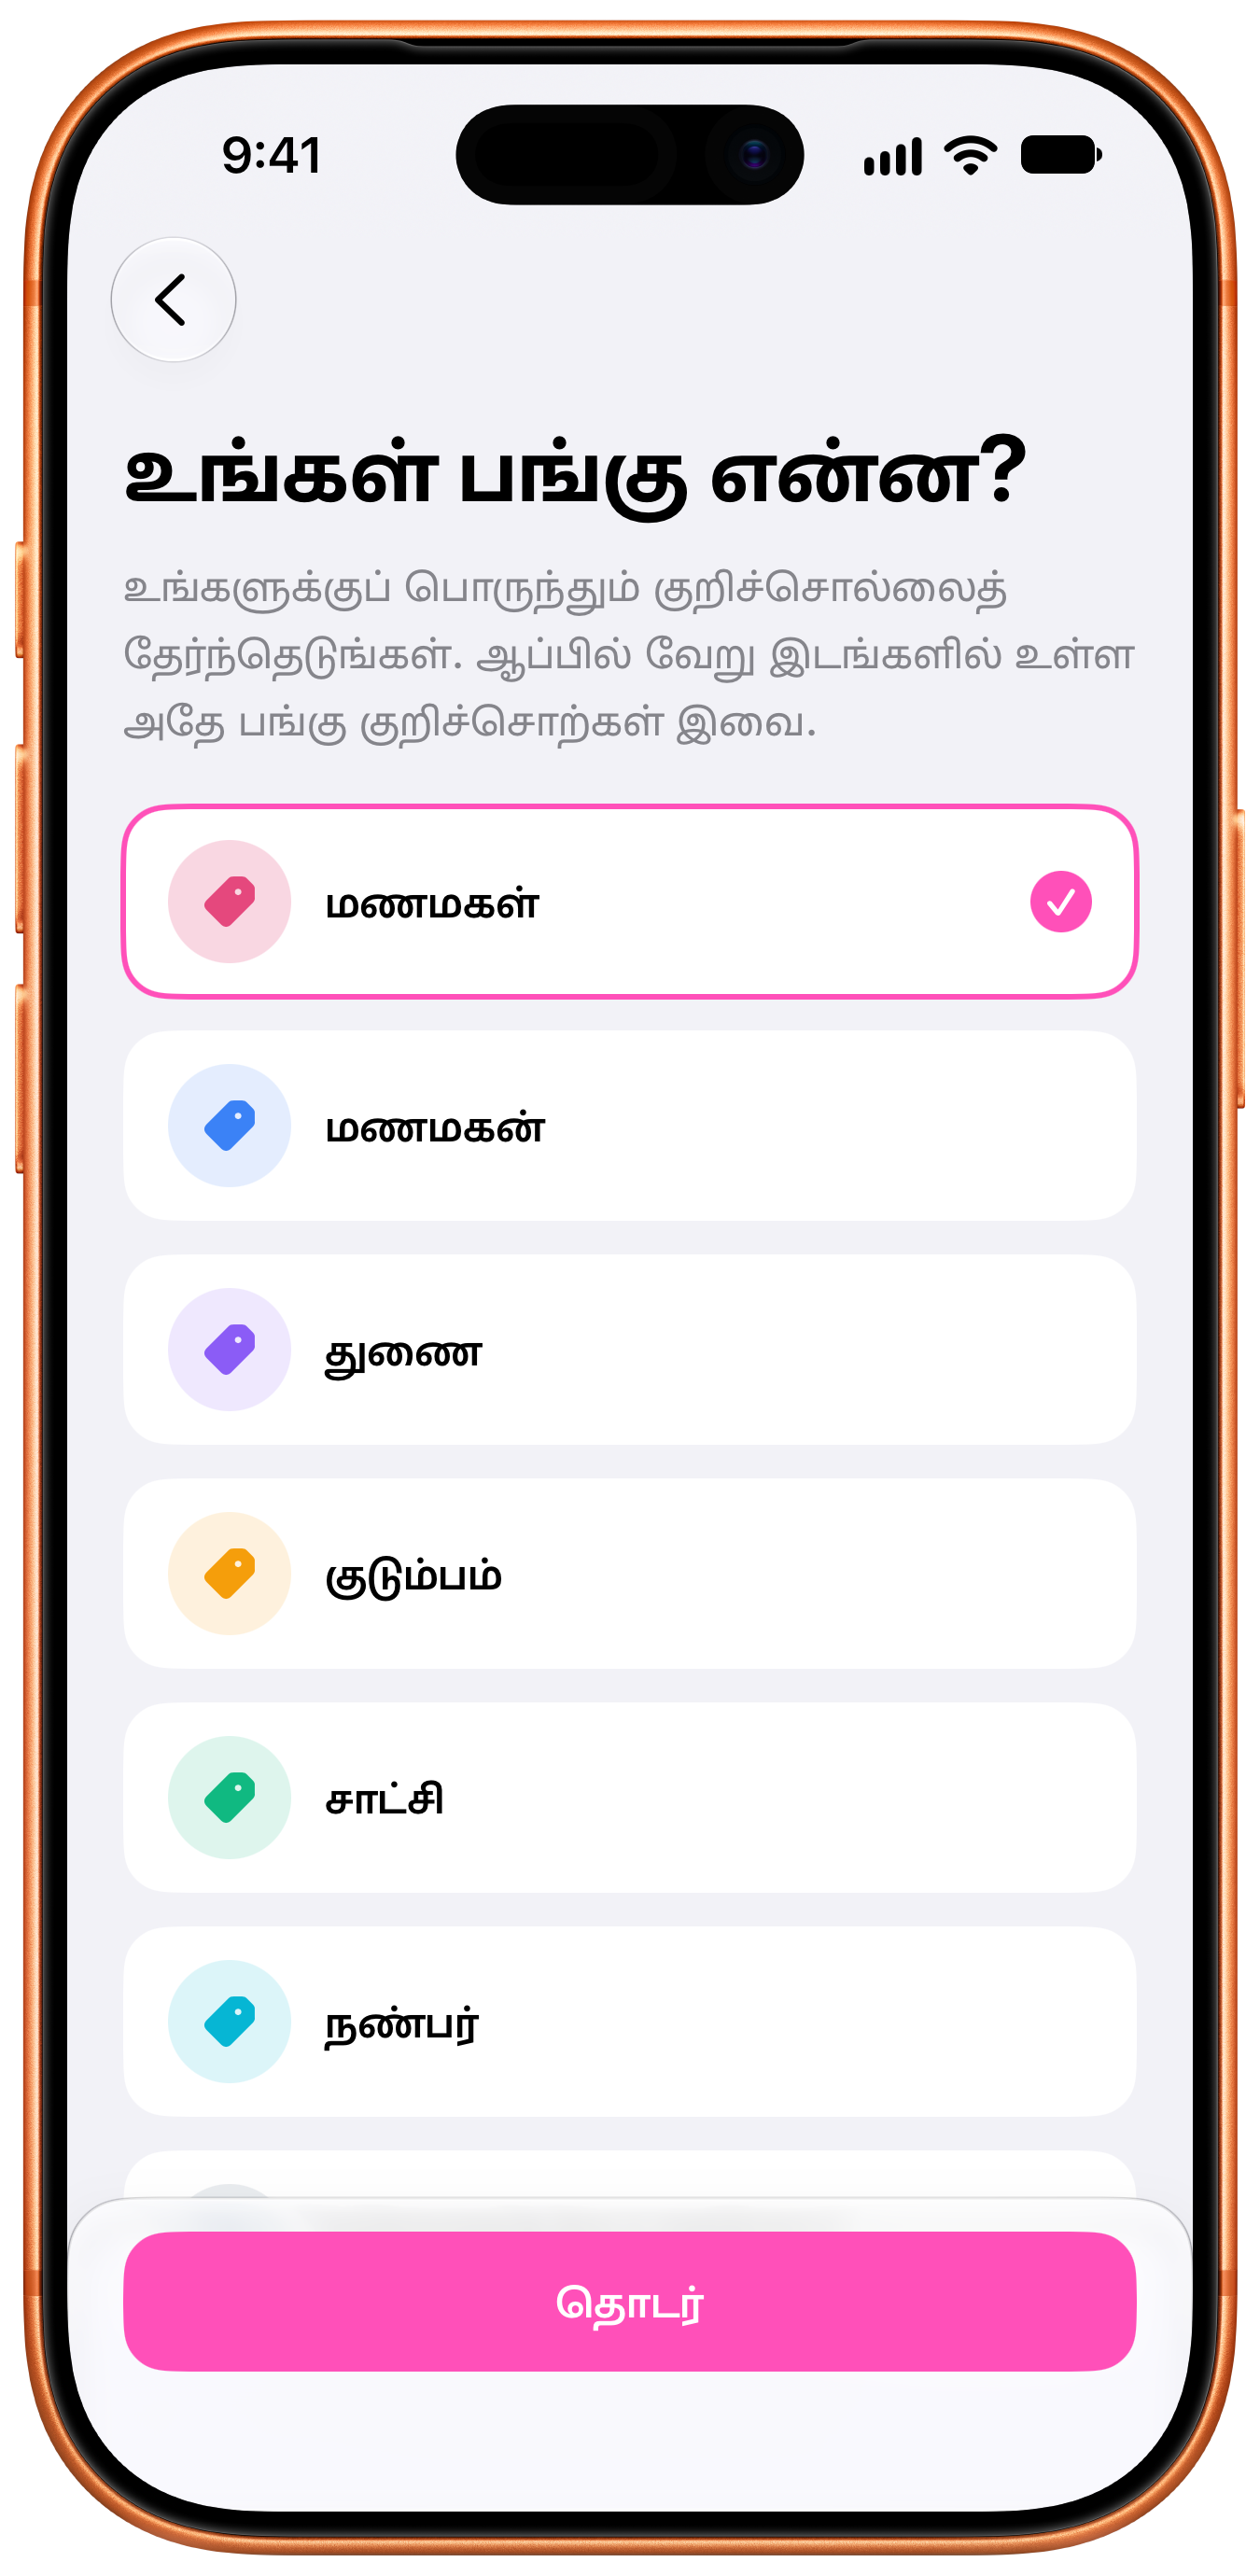 9:41
உங்கள் பங்கு என்ன?
உங்களுக்குப் பொருந்தும் குறிச்சொல்லைத்
தேர்ந்தெடுங்கள். ஆப்பில் வேறு இடங்களில் உள்ள
அதே பங்கு குறிச்சொற்கள் இவை.
மணமகள்
மணமகன்
துணை
குடும்பம்
சாட்சி
நண்பர்
தொடர்